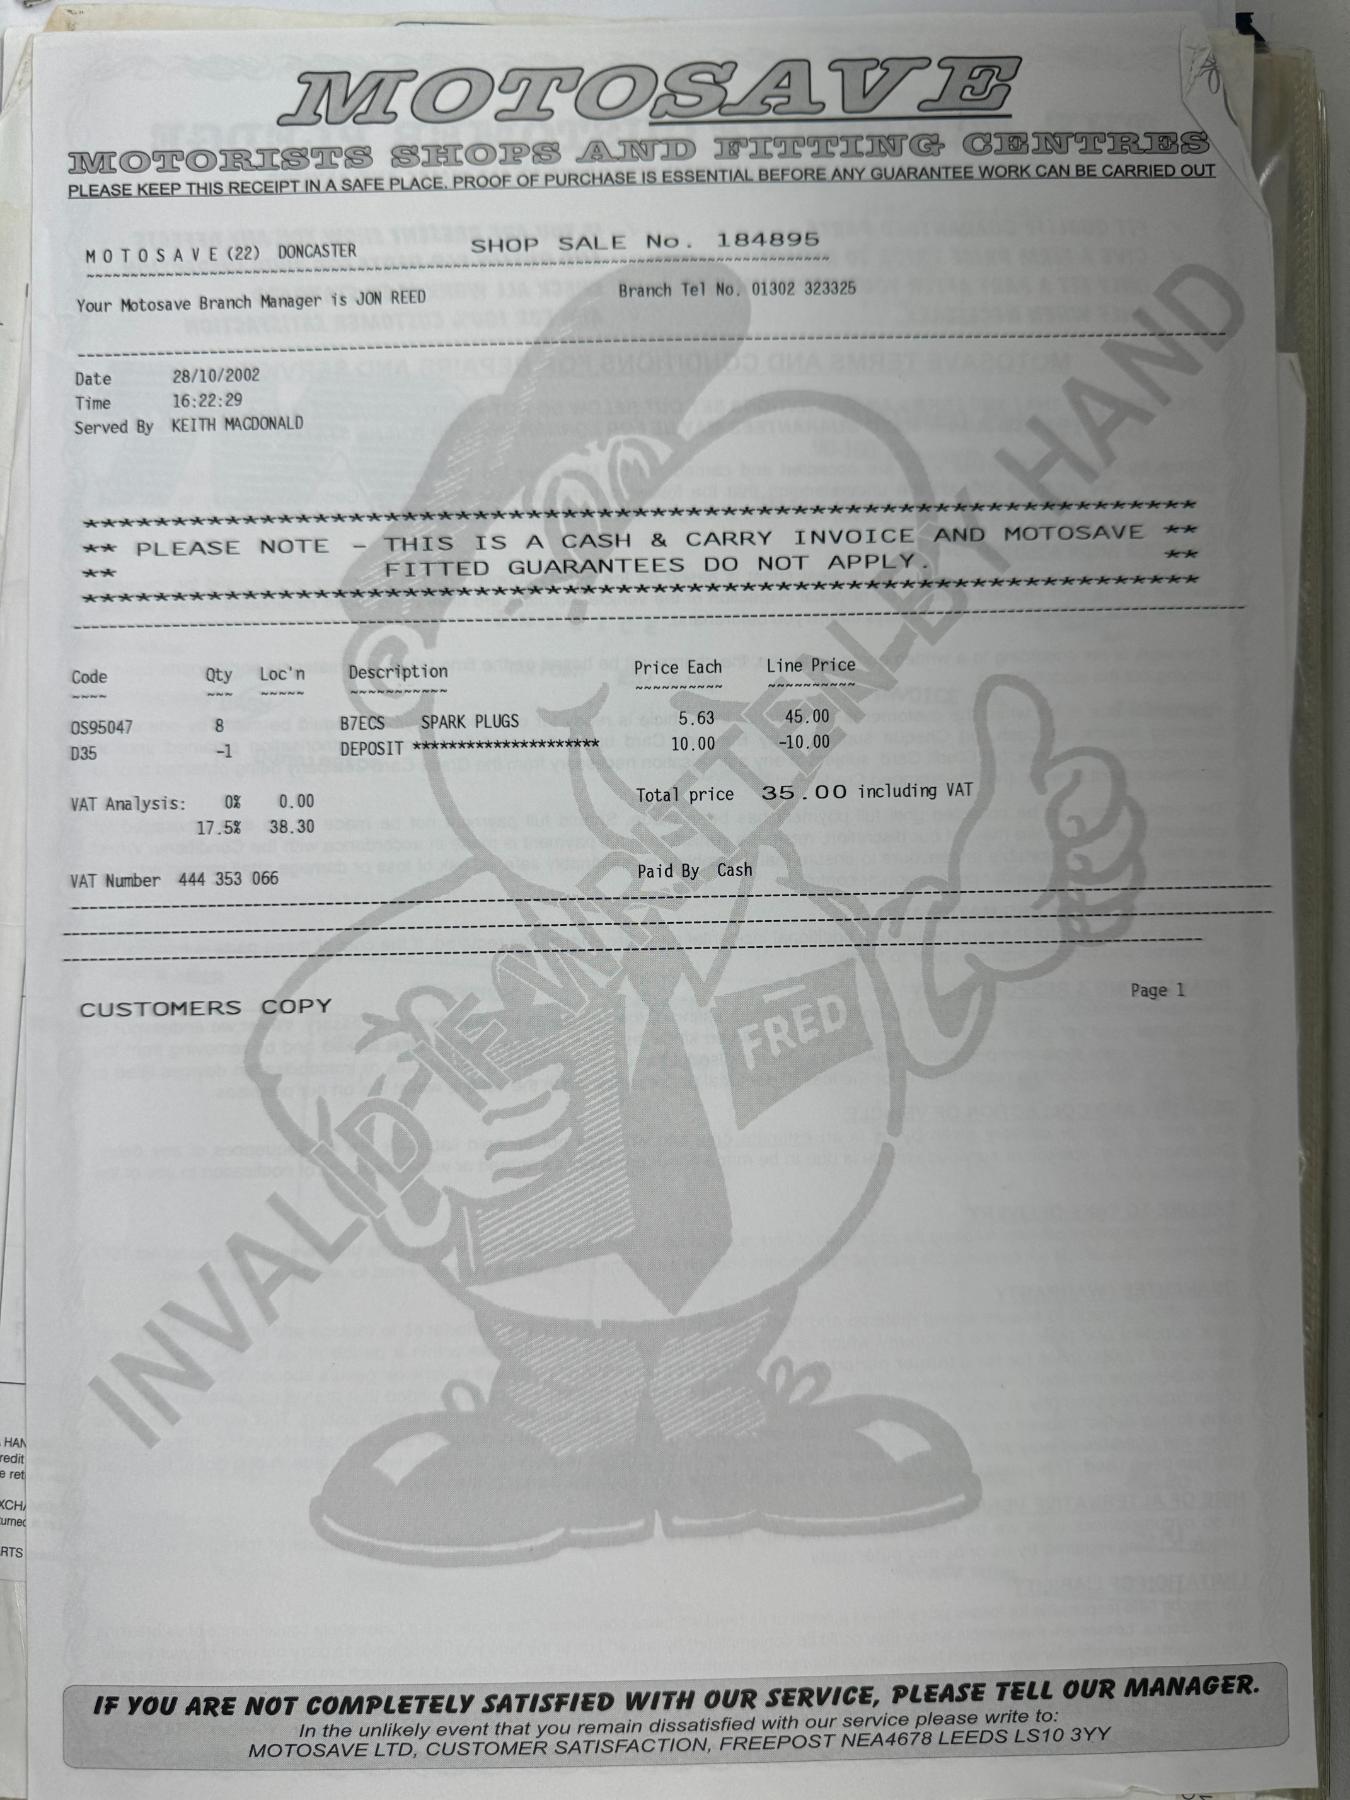 MOTOSAVE
MOTORISTS SHOPS AND FITTING CENTRES
PLEASE KEEP THIS RECEIPT IN A SAFE PLACE. PROOF OF PURCHASE IS ESSENTIAL BEFORE ANY GUARANTEE WORK CAN BE CARRIED OUT
M O T O S A V E (22) DONCASTER SHOP SALE No. 184895
~~~~~~~~~~~~~~~~~~~~~~~~~~~~~~~~~~~~~~~~~~~~~~~~~~~~~~~~~~~~~~~~~~~~~~~~~~~~~~~~
Your Motosave Branch Manager is JON REED Branch Tel No. 01302 323325
Date 28/10/2002
Time 16:22:29
Served By KEITH MACDONALD
***************************************************************
** PLEASE NOTE - THIS IS A CASH & CARRY INVOICE AND MOTOSAVE **
** FITTED GUARANTEES DO NOT APPLY. **
***************************************************************
Code Qty Loc'n Description Price Each Line Price
~~~~ ~~~ ~~~~~ ~~~~~~~~~~~ ~~~~~~~~~~ ~~~~~~~~~~
OS95047 8 B7ECS SPARK PLUGS 5.63 45.00
D35 -1 DEPOSIT ********************* 10.00 -10.00
VAT Analysis: 0% 0.00 Total price 35.00 including VAT
17.5% 38.30
VAT Number 444 353 066 Paid By Cash
CUSTOMERS COPY Page 1
FRED
INVALID IF WRITTEN BY HAND
IF YOU ARE NOT COMPLETELY SATISFIED WITH OUR SERVICE, PLEASE TELL OUR MANAGER.
In the unlikely event that you remain dissatisfied with our service please write to:
MOTOSAVE LTD, CUSTOMER SATISFACTION, FREEPOST NEA4678 LEEDS LS10 3YY